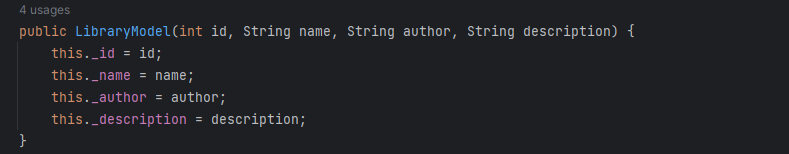 4 usages
public LibraryModel(int id, String name, String author, String description) {
    this._id = id;
    this._name = name;
    this._author = author;
    this._description = description;
}